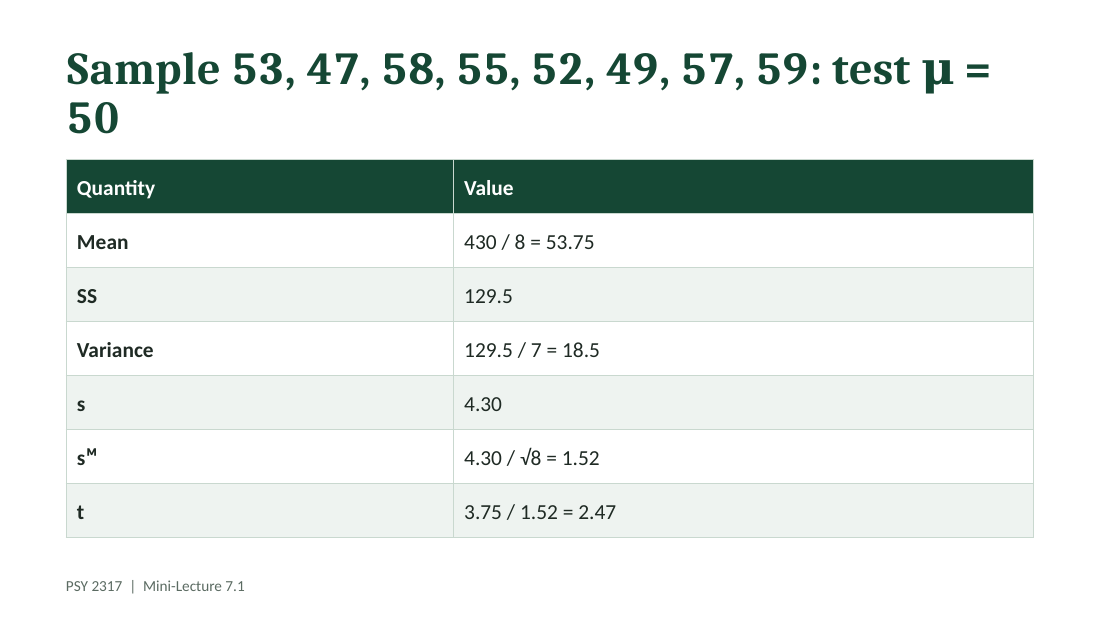 Sample 53, 47, 58, 55, 52, 49, 57, 59: test µ =
50
Quantity Value
Mean 430 / 8 = 53.75
SS 129.5
Variance 129.5 / 7 = 18.5
s 4.30
sᴹ 4.30 / √8 = 1.52
t 3.75 / 1.52 = 2.47
PSY 2317 | Mini-Lecture 7.1